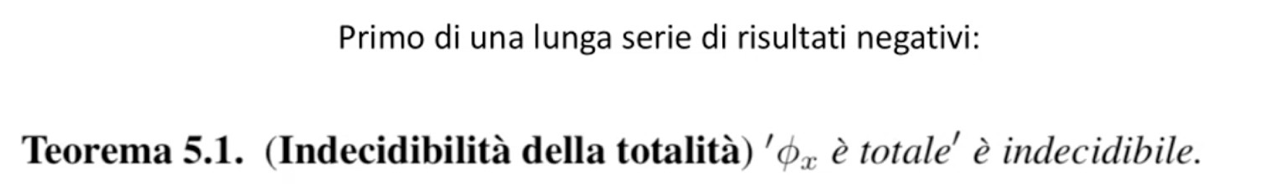 Primo di una lunga serie di risultati negativi:
Teorema 5.1. (Indecidibilità della totalità) ′ϕₓ è totale′ è indecidibile.